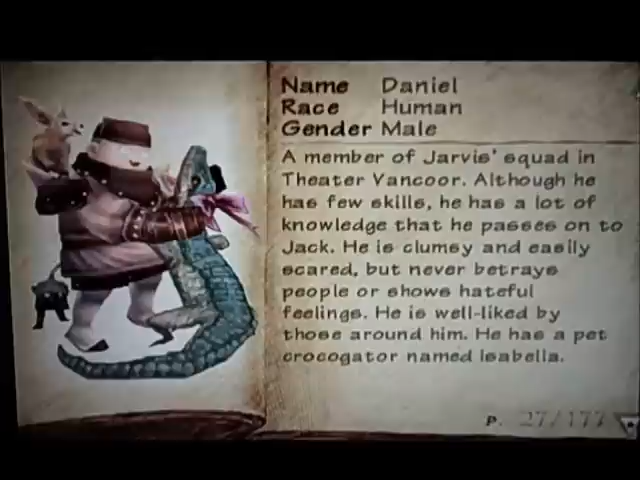 Name Daniel
Race Human
Gender Male
A member of Jarvis' squad in
Theater Vancoor. Although he
has few skills, he has a lot of
knowledge that he passes on to
Jack. He is clumsy and easily
scared, but never betrays
people or shows hateful
feelings. He is well-liked by
those around him. He has a pet
crocogator named Isabella.
P. 27/177